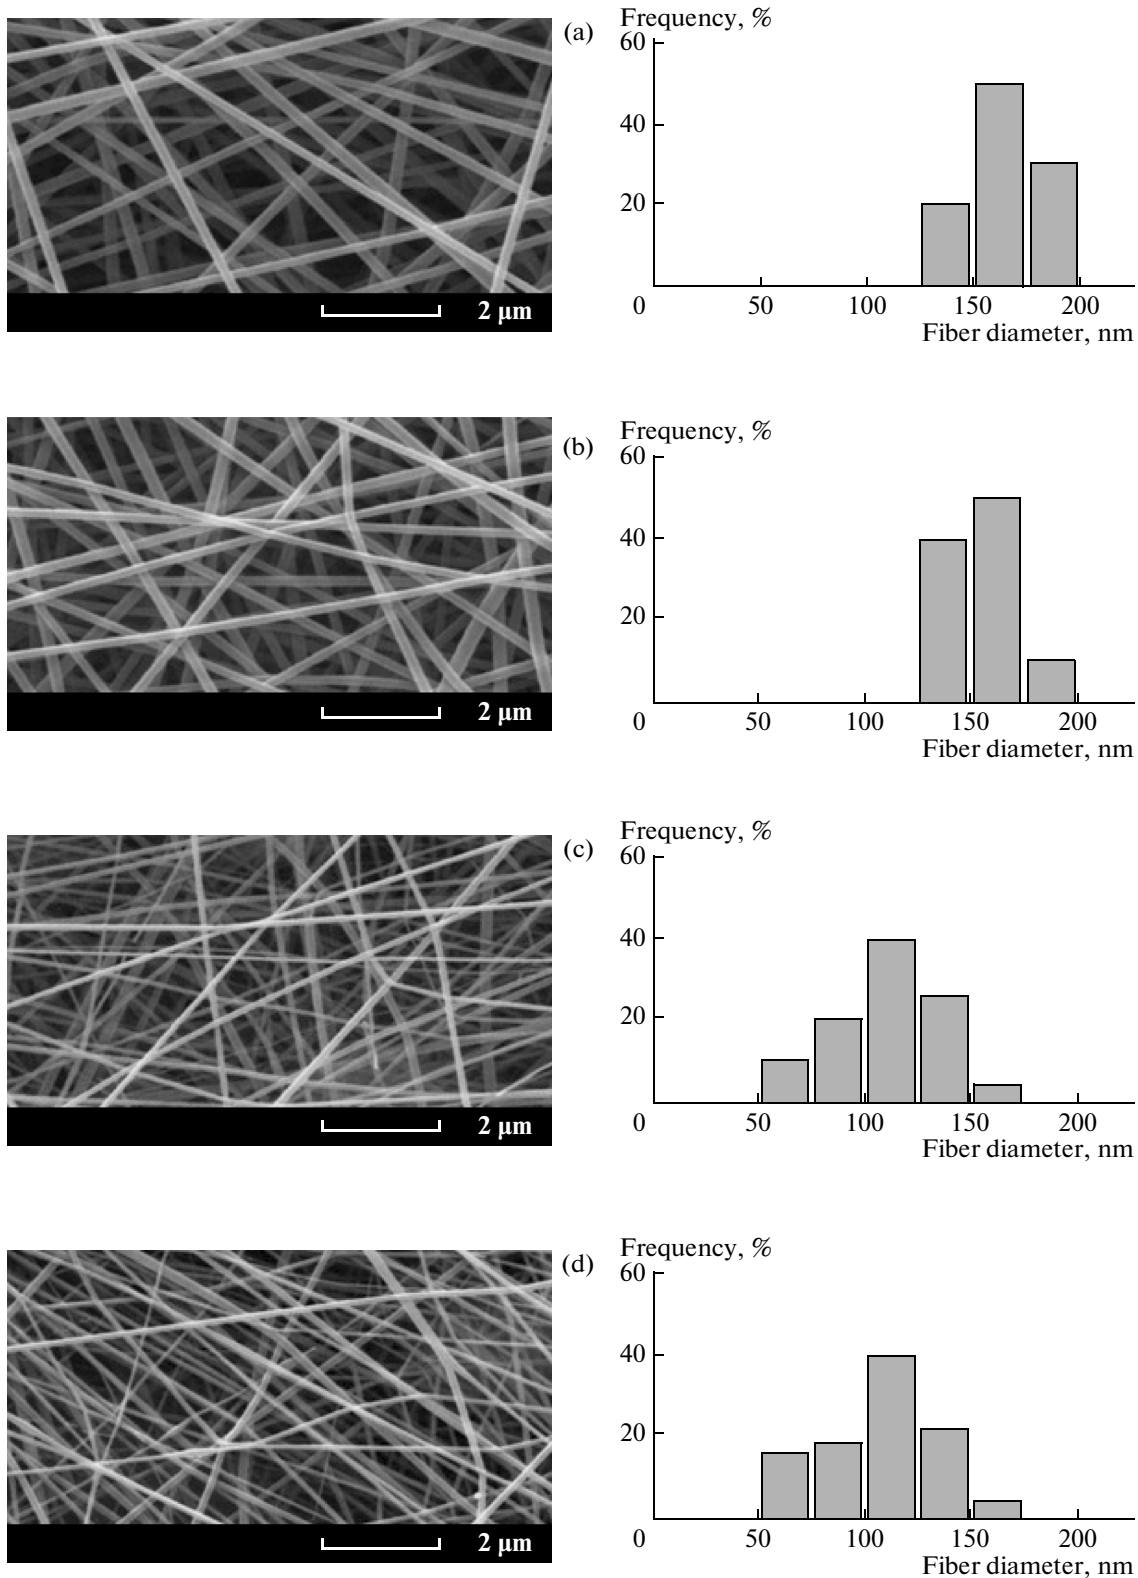 (a)
Frequency, %
60
40
20
0 50 100 150 200
Fiber diameter, nm
2 μm
(b)
Frequency, %
60
40
20
0 50 100 150 200
Fiber diameter, nm
2 μm
(c)
Frequency, %
60
40
20
0 50 100 150 200
Fiber diameter, nm
2 μm
(d)
Frequency, %
60
40
20
0 50 100 150 200
Fiber diameter, nm
2 μm